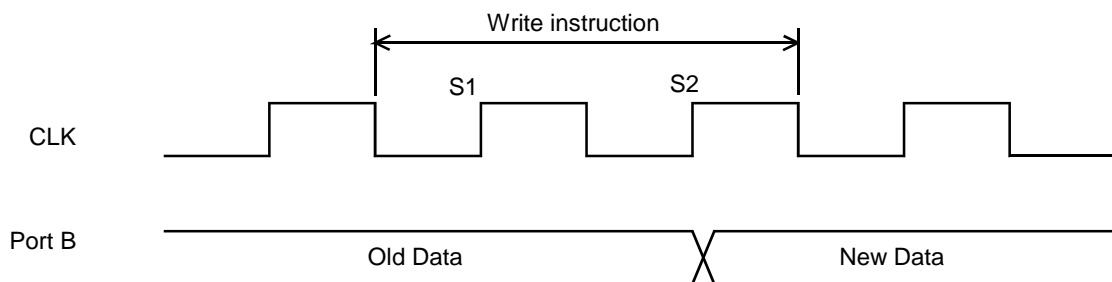 Write instruction
S1
S2
CLK
Port B
Old Data
New Data